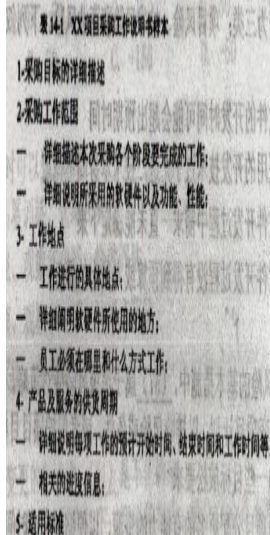 表 14-1 XX项目采购工作说明书样本
1-采购目标的详细描述
2-采购工作范围
— 详细描述本次采购各个阶段要完成的工作;
— 详细说明所采用的软硬件以及功能、性能;
3- 工作地点
— 工作进行的具体地点;
— 详细阐明软硬件所使用的地方;
— 员工必须在哪里和什么方式工作;
4- 产品及服务的供货周期
— 详细说明每项工作的预计开始时间、结束时间和工作时间等
— 相关的进度信息;
5- 适用标准